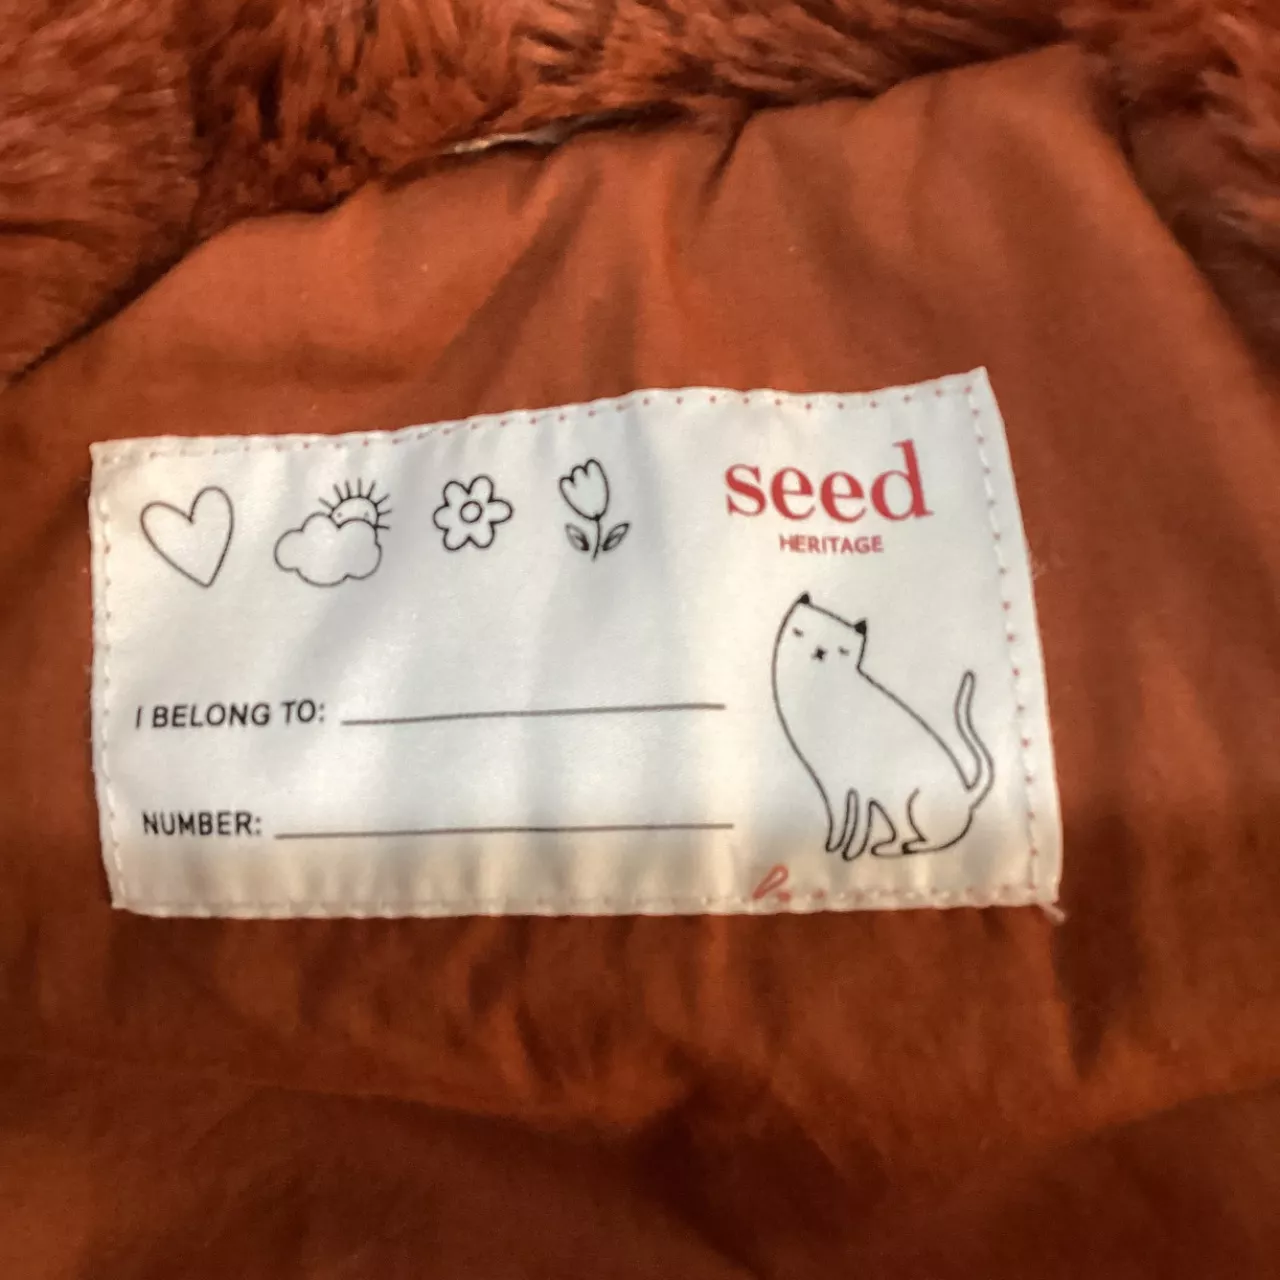 seed
HERITAGE
I BELONG TO:
NUMBER: